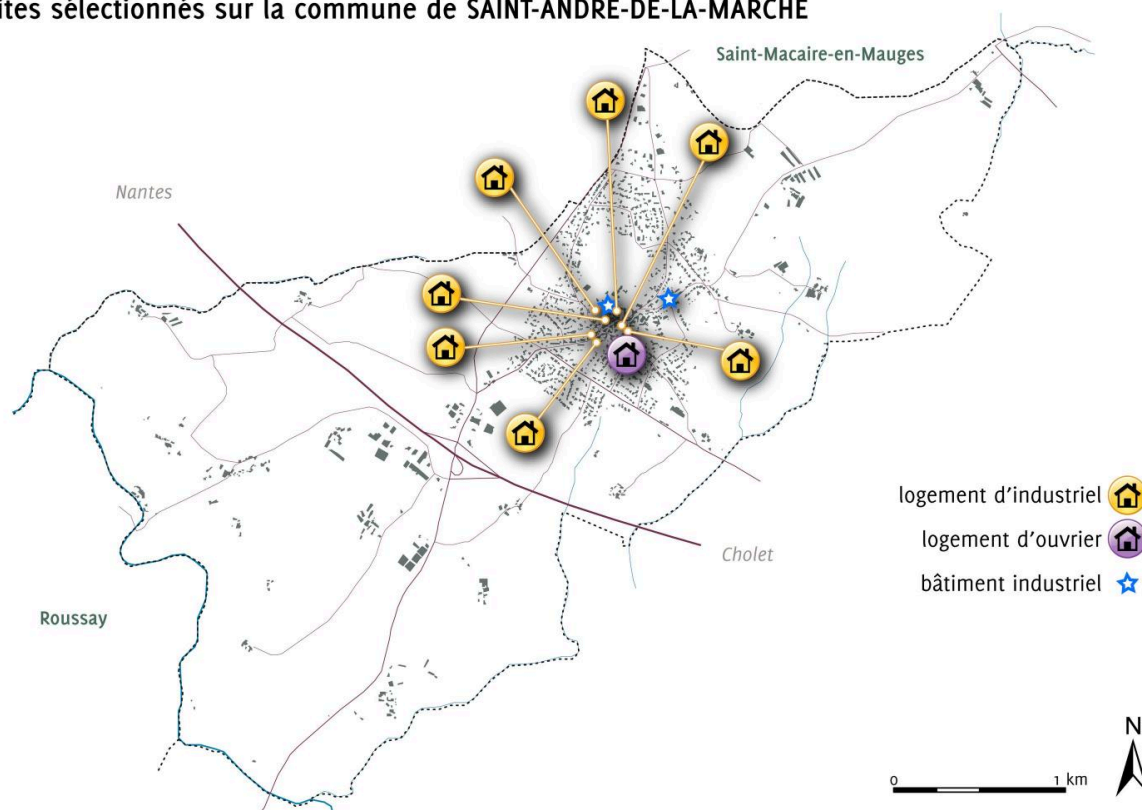 ites sélectionnés sur la commune de SAINT-ANDRE-DE-LA-MARCHE
Saint-Macaire-en-Mauges
Nantes
logement d'industriel
logement d'ouvrier
Cholet
bâtiment industriel
Roussay
N
0 1 km